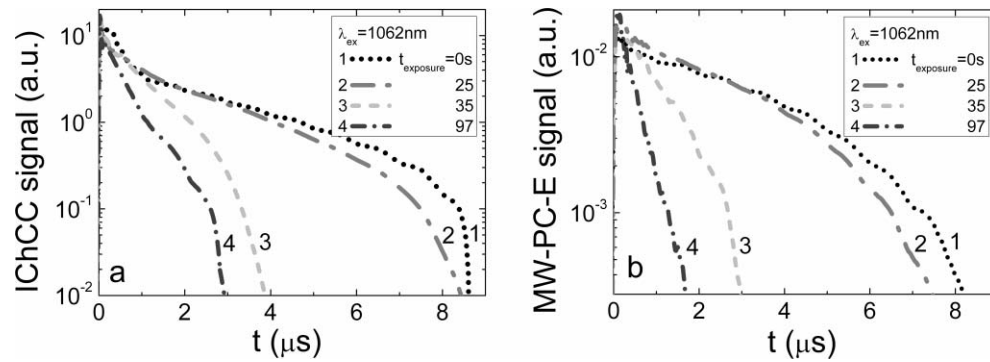 IChCC signal (a.u.)
10¹
10⁰
10⁻¹
10⁻²
λex=1062nm
1 texposure=0s
2 25
3 35
4 97
4 3 2 1
a
0 2 4 6 8
t (μs)
MW-PC-E signal (a.u.)
10⁻²
10⁻³
λex=1062nm
1 texposure=0s
2 25
3 35
4 97
4 3 2 1
b
0 2 4 6 8
t (μs)